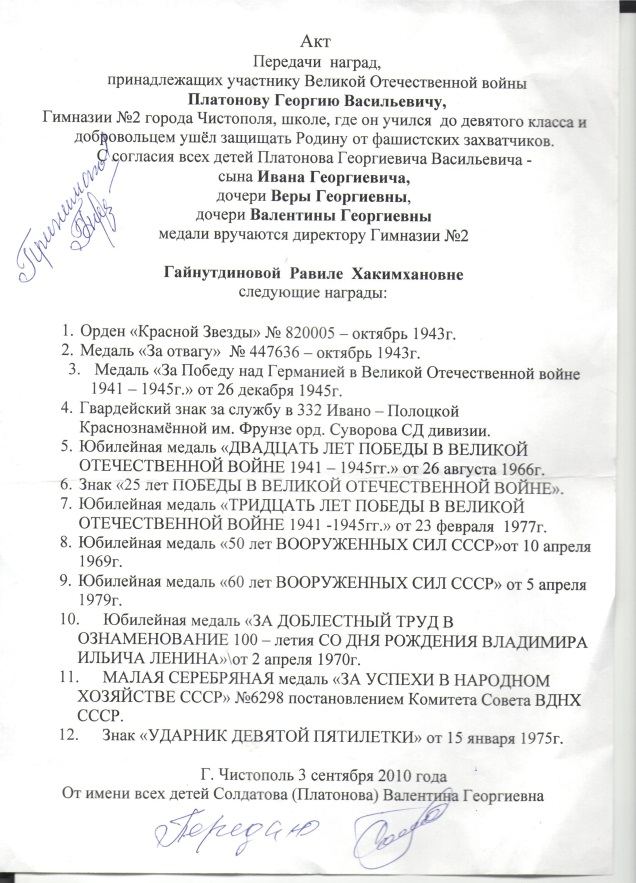 Акт
Передачи наград,
принадлежащих участнику Великой Отечественной войны
Платонову Георгию Васильевичу,
Гимназии №2 города Чистополя, школе, где он учился до девятого класса и
добровольцем ушёл защищать Родину от фашистских захватчиков.
С согласия всех детей Платонова Георгиевича Васильевича -
сына Ивана Георгиевича,
дочери Веры Георгиевны,
дочери Валентины Георгиевны
медали вручаются директору Гимназии №2
Принимаю
Гайнутдиновой Равиле Хакимхановне
следующие награды:
1. Орден «Красной Звезды» № 820005 – октябрь 1943г.
2. Медаль «За отвагу» № 447636 – октябрь 1943г.
3. Медаль «За Победу над Германией в Великой Отечественной войне
1941 – 1945г.» от 26 декабря 1945г.
4. Гвардейский знак за службу в 332 Ивано – Полоцкой
Краснознамённой им. Фрунзе орд. Суворова СД дивизии.
5. Юбилейная медаль «ДВАДЦАТЬ ЛЕТ ПОБЕДЫ В ВЕЛИКОЙ
ОТЕЧЕСТВЕННОЙ ВОЙНЕ 1941 – 1945гг.» от 26 августа 1966г.
6. Знак «25 лет ПОБЕДЫ В ВЕЛИКОЙ ОТЕЧЕСТВЕННОЙ ВОЙНЕ».
7. Юбилейная медаль «ТРИДЦАТЬ ЛЕТ ПОБЕДЫ В ВЕЛИКОЙ
ОТЕЧЕСТВЕННОЙ ВОЙНЕ 1941 -1945гг.» от 23 февраля 1977г.
8. Юбилейная медаль «50 лет ВООРУЖЕННЫХ СИЛ СССР»от 10 апреля
1969г.
9. Юбилейная медаль «60 лет ВООРУЖЕННЫХ СИЛ СССР» от 5 апреля
1979г.
10. Юбилейная медаль «ЗА ДОБЛЕСТНЫЙ ТРУД В
ОЗНАМЕНОВАНИЕ 100 – летия СО ДНЯ РОЖДЕНИЯ ВЛАДИМИРА
ИЛЬИЧА ЛЕНИНА»\от 2 апреля 1970г.
11. МАЛАЯ СЕРЕБРЯНАЯ медаль «ЗА УСПЕХИ В НАРОДНОМ
ХОЗЯЙСТВЕ СССР» №6298 постановлением Комитета Совета ВДНХ
СССР.
12. Знак «УДАРНИК ДЕВЯТОЙ ПЯТИЛЕТКИ» от 15 января 1975г.
Г. Чистополь 3 сентября 2010 года
От имени всех детей Солдатова (Платонова) Валентина Георгиевна
Передаю